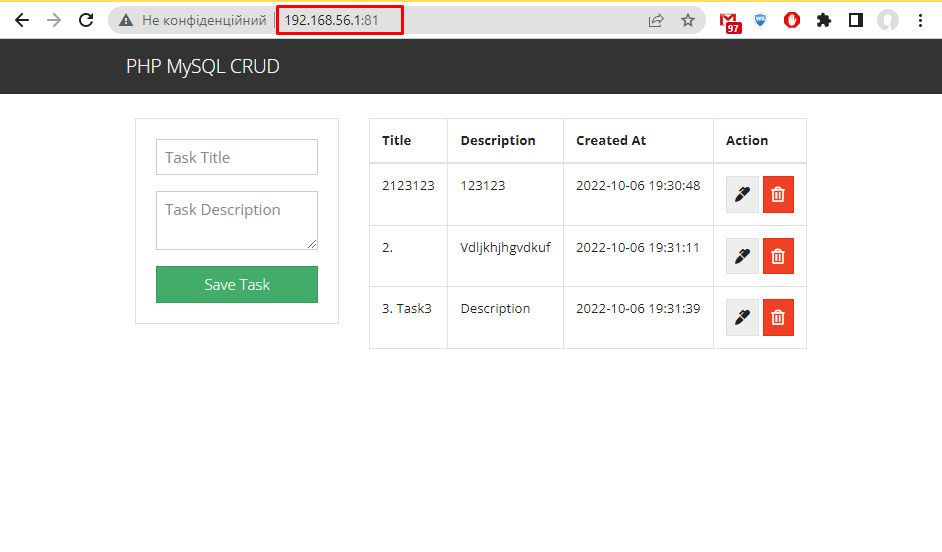 Не конфіденційний 192.168.56.1:81
97
PHP MySQL CRUD
Task Title
Task Description
Save Task
Title Description Created At Action
2123123 123123 2022-10-06 19:30:48
2. Vdljkhjhgvdkuf 2022-10-06 19:31:11
3. Task3 Description 2022-10-06 19:31:39